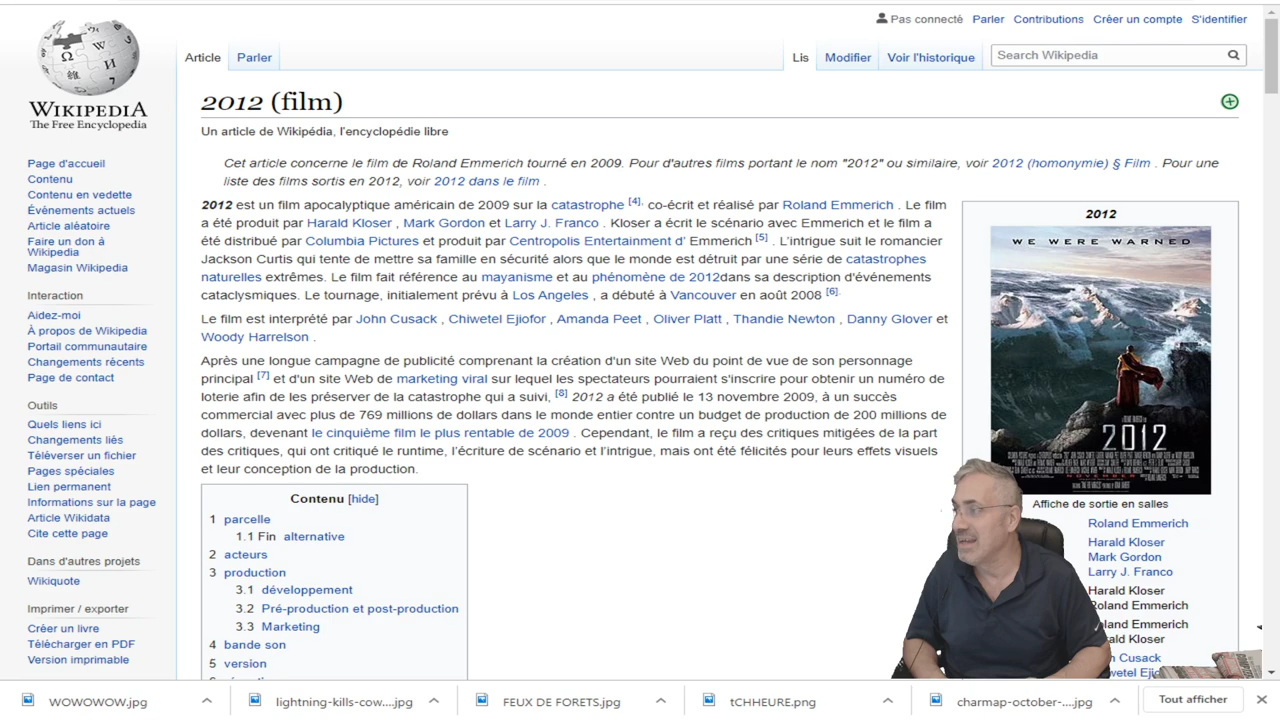 Pas connecté Parler Contributions Créer un compte S'identifier
Article Parler Lis Modifier Voir l'historique Search Wikipedia
WIKIPEDIA
The Free Encyclopedia
Page d'accueil
Contenu
Contenu en vedette
Événements actuels
Article aléatoire
Faire un don à
Wikipedia
Magasin Wikipedia
Interaction
Aidez-moi
À propos de Wikipedia
Portail communautaire
Changements récents
Page de contact
Outils
Quels liens ici
Changements liés
Téléverser un fichier
Pages spéciales
Lien permanent
Informations sur la page
Article Wikidata
Cite cette page
Dans d'autres projets
Wikiquote
Imprimer / exporter
Créer un livre
Télécharger en PDF
Version imprimable
2012 (film)
Un article de Wikipédia, l'encyclopédie libre
Cet article concerne le film de Roland Emmerich tourné en 2009. Pour d'autres films portant le nom "2012" ou similaire, voir 2012 (homonymie) § Film . Pour une
liste des films sortis en 2012, voir 2012 dans le film .
2012 est un film apocalyptique américain de 2009 sur la catastrophe [4], co-écrit et réalisé par Roland Emmerich . Le film
a été produit par Harald Kloser , Mark Gordon et Larry J. Franco . Kloser a écrit le scénario avec Emmerich et le film a
été distribué par Columbia Pictures et produit par Centropolis Entertainment d' Emmerich [5] . L'intrigue suit le romancier
Jackson Curtis qui tente de mettre sa famille en sécurité alors que le monde est détruit par une série de catastrophes
naturelles extrêmes. Le film fait référence au mayanisme et au phénomène de 2012dans sa description d'événements
cataclysmiques. Le tournage, initialement prévu à Los Angeles , a débuté à Vancouver en août 2008 [6].
Le film est interprété par John Cusack , Chiwetel Ejiofor , Amanda Peet , Oliver Platt , Thandie Newton , Danny Glover et
Woody Harrelson .
Après une longue campagne de publicité comprenant la création d'un site Web du point de vue de son personnage
principal [7] et d'un site Web de marketing viral sur lequel les spectateurs pourraient s'inscrire pour obtenir un numéro de
loterie afin de les préserver de la catastrophe qui a suivi, [8] 2012 a été publié le 13 novembre 2009, à un succès
commercial avec plus de 769 millions de dollars dans le monde entier contre un budget de production de 200 millions de
dollars, devenant le cinquième film le plus rentable de 2009 . Cependant, le film a reçu des critiques mitigées de la part
des critiques, qui ont critiqué le runtime, l'écriture de scénario et l'intrigue, mais ont été félicités pour leurs effets visuels
et leur conception de la production.
Contenu [hide]
1 parcelle
1.1 Fin alternative
2 acteurs
3 production
3.1 développement
3.2 Pré-production et post-production
3.3 Marketing
4 bande son
5 version
2012
WE WERE WARNED
2012
Affiche de sortie en salles
Roland Emmerich
Harald Kloser
Mark Gordon
Larry J. Franco
Harald Kloser
Roland Emmerich
Emmerich
Kloser
Cusack
Ejiofor
WOWOWOW.jpg
lightning-kills-cow....jpg
FEUX DE FORETS.jpg
tCHHEURE.png
charmap-october-....jpg
Tout afficher